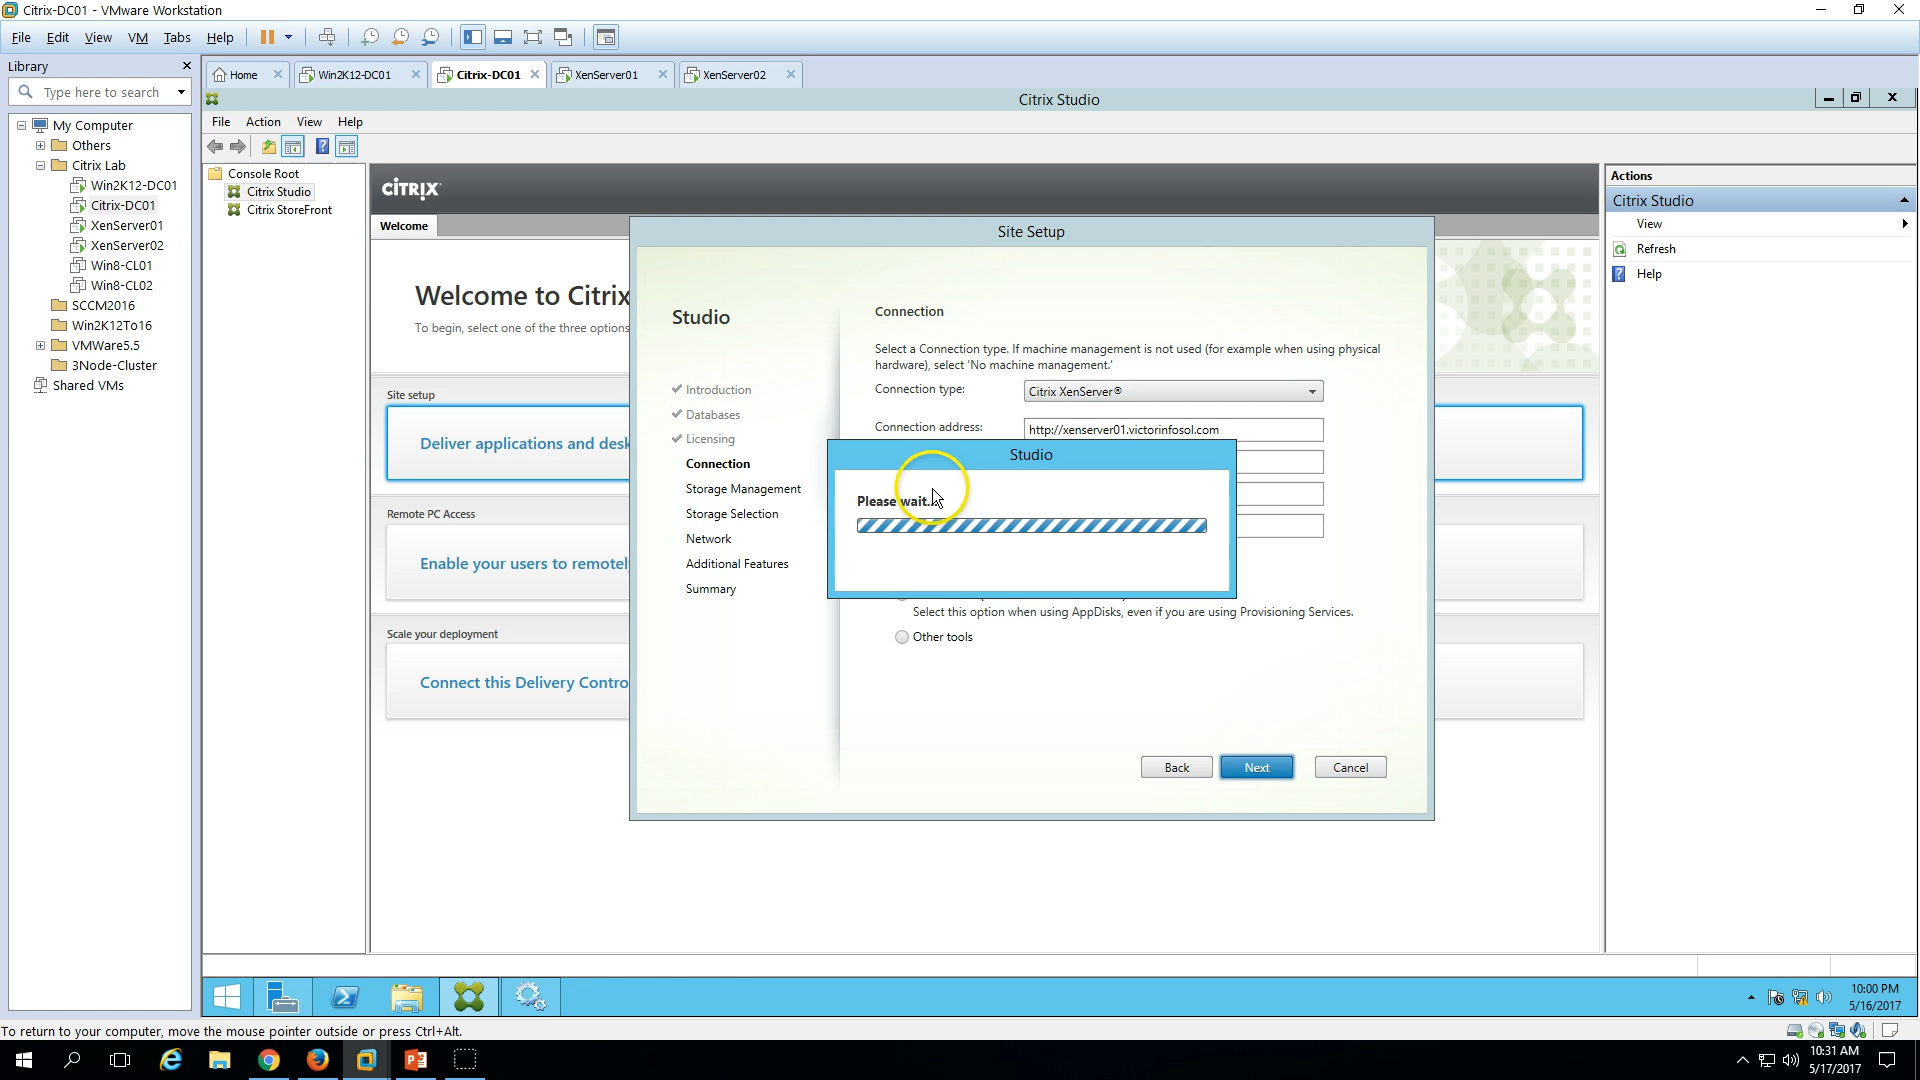 Citrix-DC01 - VMware Workstation
File Edit View VM Tabs Help
Library
Type here to search
My Computer
Others
Citrix Lab
Win2K12-DC01
Citrix-DC01
XenServer01
XenServer02
Win8-CL01
Win8-CL02
SCCM2016
Win2K12To16
VMWare5.5
3Node-Cluster
Shared VMs
Home Win2K12-DC01 Citrix-DC01 XenServer01 XenServer02
Citrix Studio
File Action View Help
Console Root
Citrix Studio
Citrix StoreFront
CITRIX
Welcome
Welcome to Citrix
To begin, select one of the three options
Site setup
Deliver applications and desk
Remote PC Access
Enable your users to remotel
Scale your deployment
Connect this Delivery Contro
Site Setup
Studio
Introduction
Databases
Licensing
Connection
Storage Management
Storage Selection
Network
Additional Features
Summary
Connection
Select a Connection type. If machine management is not used (for example when using physical
hardware), select 'No machine management.'
Connection type: Citrix XenServer®
Connection address: http://xenserver01.victorinfosol.com
Studio
Please wait...
Select this option when using AppDisks, even if you are using Provisioning Services.
Other tools
Back Next Cancel
Actions
Citrix Studio
View
Refresh
Help
10:00 PM
5/16/2017
To return to your computer, move the mouse pointer outside or press Ctrl+Alt.
10:31 AM
5/17/2017